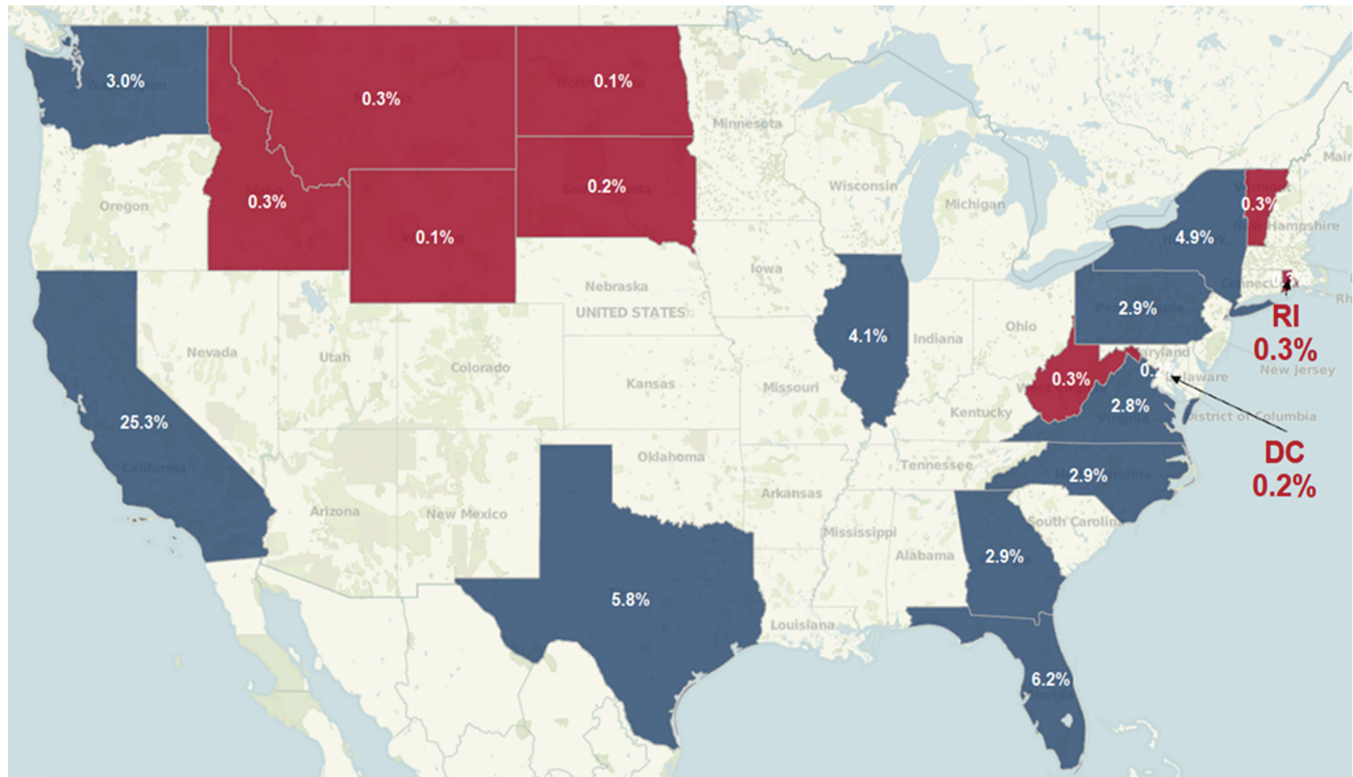 3.0%
0.3%
0.1%
Minnesota
Oregon
0.3%
0.1%
0.2%
Wisconsin
Michigan
Vermont
0.3%
Hampshire
4.9%
Iowa
Nebraska
UNITED STATES
Nevada
Utah
Colorado
Kansas
Missouri
4.1%
Indiana
Ohio
2.9%
RI
0.3%
New Jersey
25.3%
California
0.3%
Kentucky
2.8%
Virginia
District of Columbia
DC
0.2%
Arizona
New Mexico
Oklahoma
Arkansas
Tennessee
2.9%
Mississippi
Alabama
2.9%
South Carolina
5.8%
Louisiana
6.2%